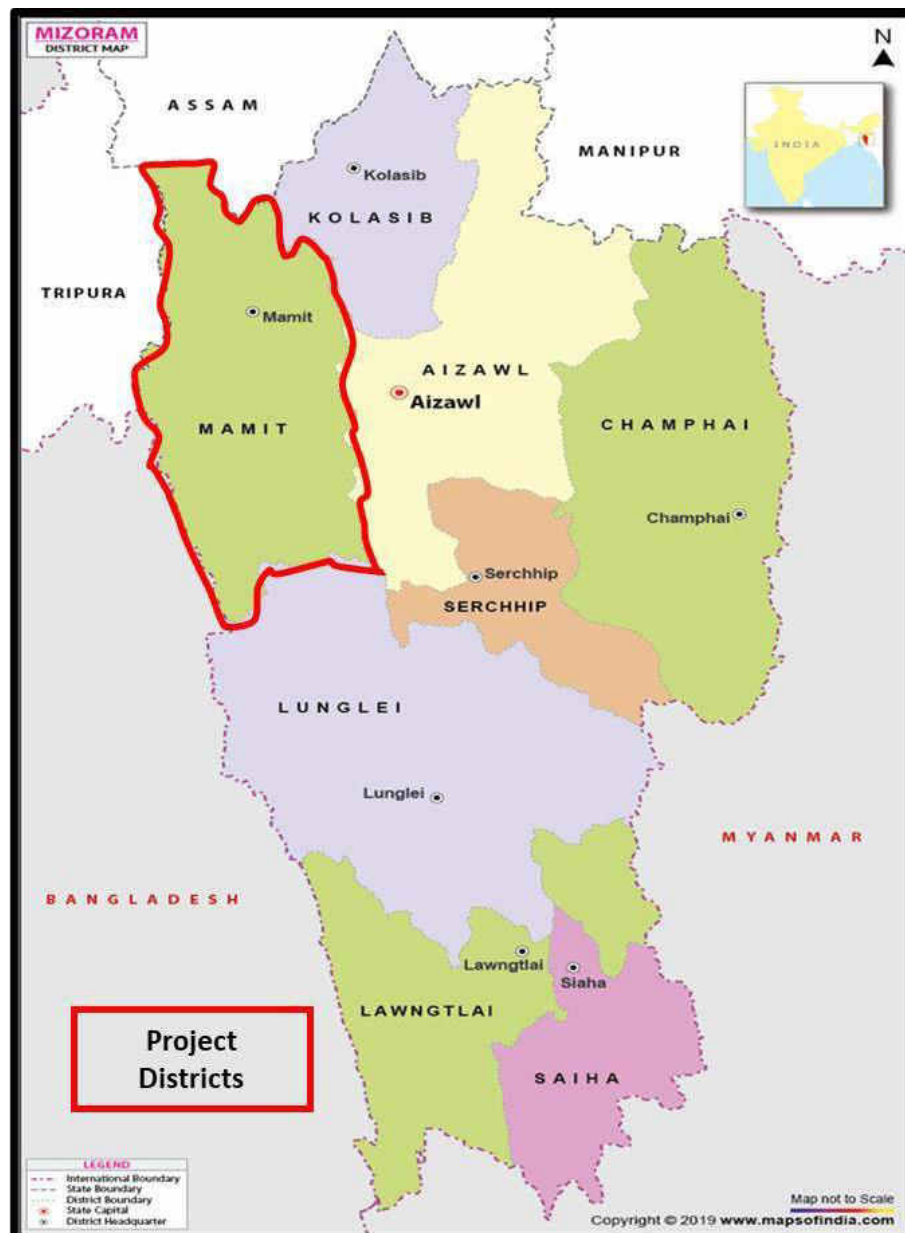 MIZORAM
DISTRICT MAP
N
ASSAM
MANIPUR
INDIA
Kolasib
KOLASIB
TRIPURA
Mamit
AIZAWL
Aizawl
MAMIT
CHAMPHAI
Champhai
Serchhip
SERCHHIP
LUNGLEI
Lunglei
MYANMAR
BANGLADESH
Lawngtlai
Siaha
LAWNGTLAI
SAIHA
Project
Districts
LEGEND
International Boundary
State Boundary
District Boundary
State Capital
District Headquarter
Map not to Scale
Copyright © 2019 www.mapsofindia.com